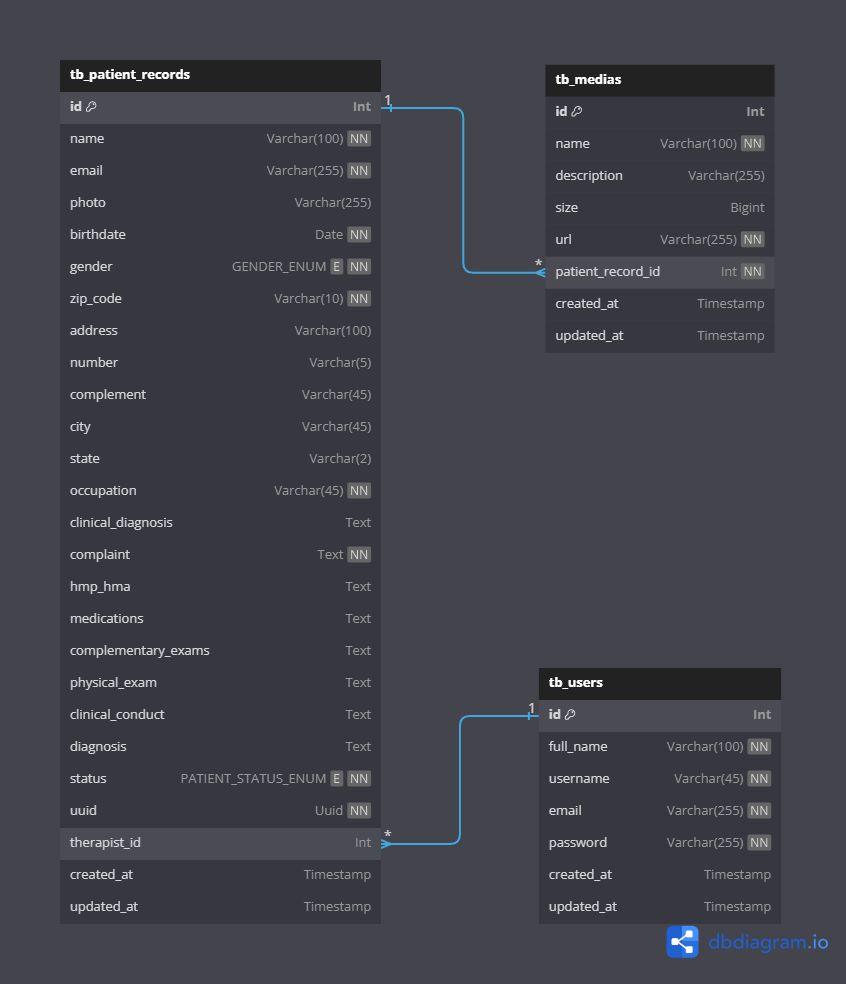 tb_patient_records
id Int
name Varchar(100) NN
email Varchar(255) NN
photo Varchar(255)
birthdate Date NN
gender GENDER_ENUM E NN
zip_code Varchar(10) NN
address Varchar(100)
number Varchar(5)
complement Varchar(45)
city Varchar(45)
state Varchar(2)
occupation Varchar(45) NN
clinical_diagnosis Text
complaint Text NN
hmp_hma Text
medications Text
complementary_exams Text
physical_exam Text
clinical_conduct Text
diagnosis Text
status PATIENT_STATUS_ENUM E NN
uuid Uuid NN
therapist_id Int
created_at Timestamp
updated_at Timestamp
1
*
tb_medias
id Int
name Varchar(100) NN
description Varchar(255)
size Bigint
url Varchar(255) NN
patient_record_id Int NN
created_at Timestamp
updated_at Timestamp
*
1
tb_users
id Int
full_name Varchar(100) NN
username Varchar(45) NN
email Varchar(255) NN
password Varchar(255) NN
created_at Timestamp
updated_at Timestamp
dbdiagram.io